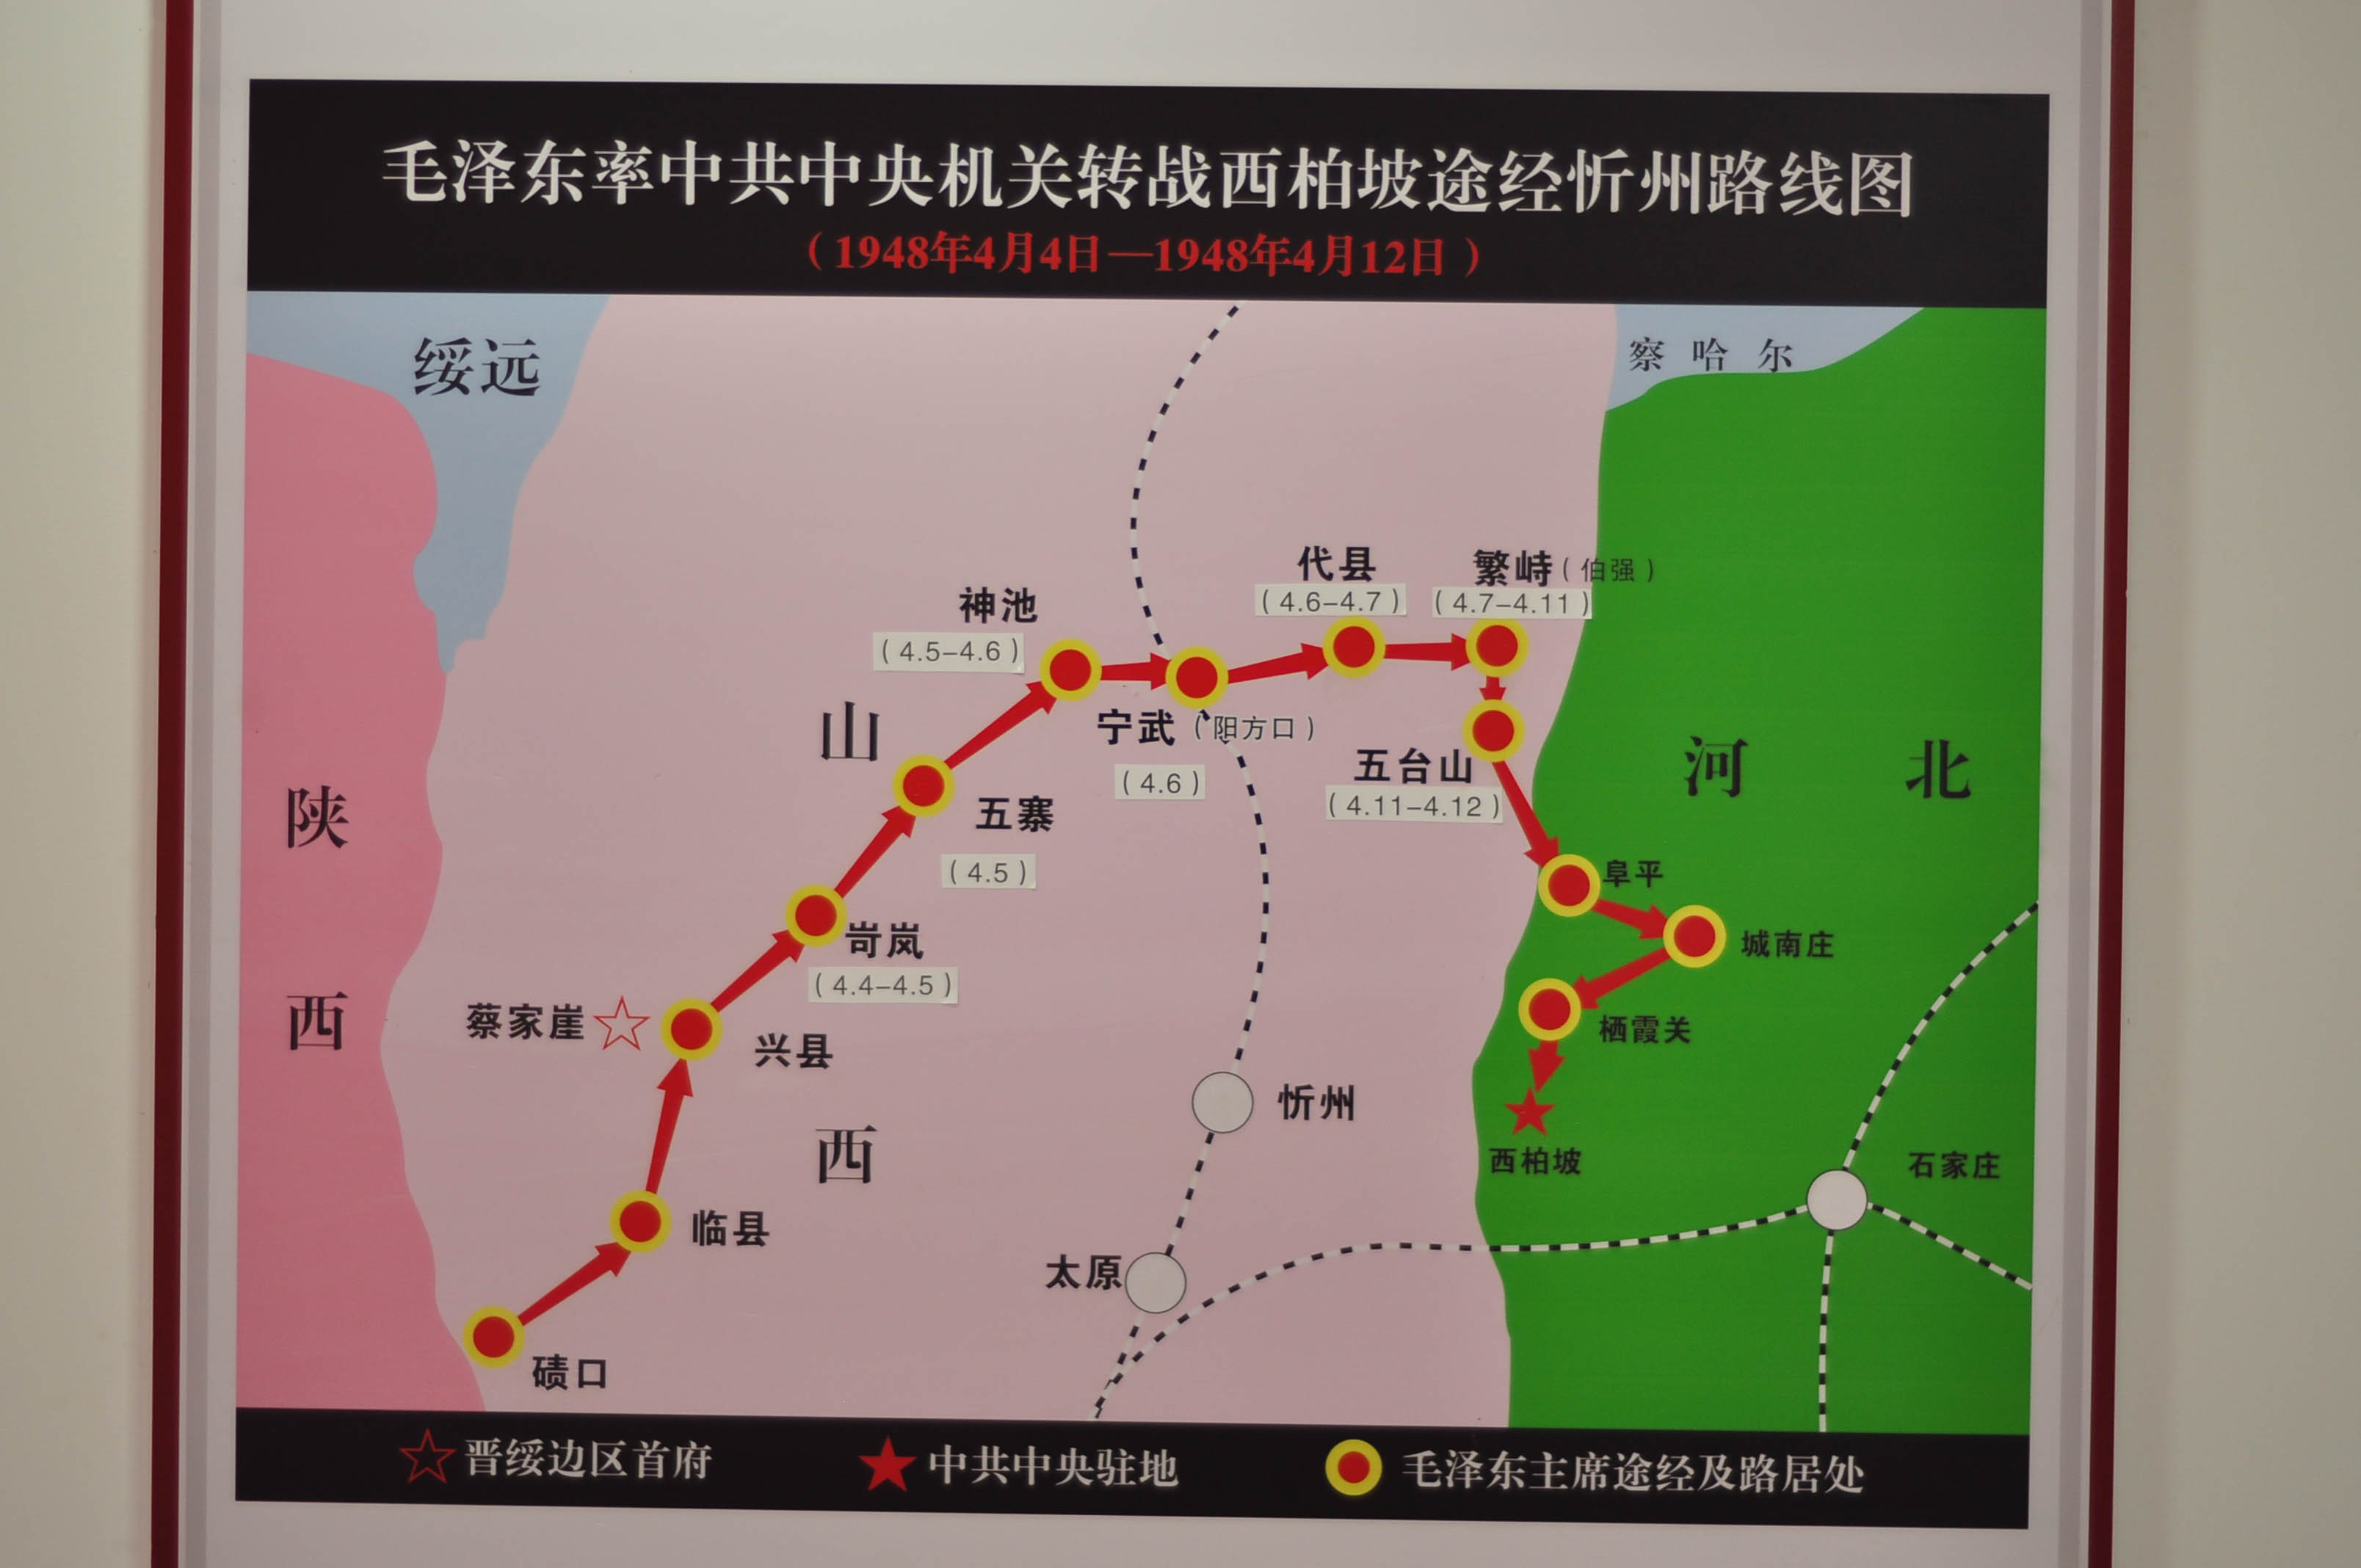 毛泽东率中共中央机关转战西柏坡途经忻州路线图
（1948年4月4日—1948年4月12日）
绥远
察哈尔
代县
（4.6-4.7）
繁峙（伯强）
（4.7-4.11）
神池
（4.5-4.6）
宁武（阳方口）
（4.6）
山
西
五台山
（4.11-4.12）
河北
陕
西
五寨
（4.5）
阜平
岢岚
（4.4-4.5）
城南庄
蔡家崖
兴县
栖霞关
忻州
西柏坡
石家庄
临县
太原
碛口
晋绥边区首府
中共中央驻地
毛泽东主席途经及路居处